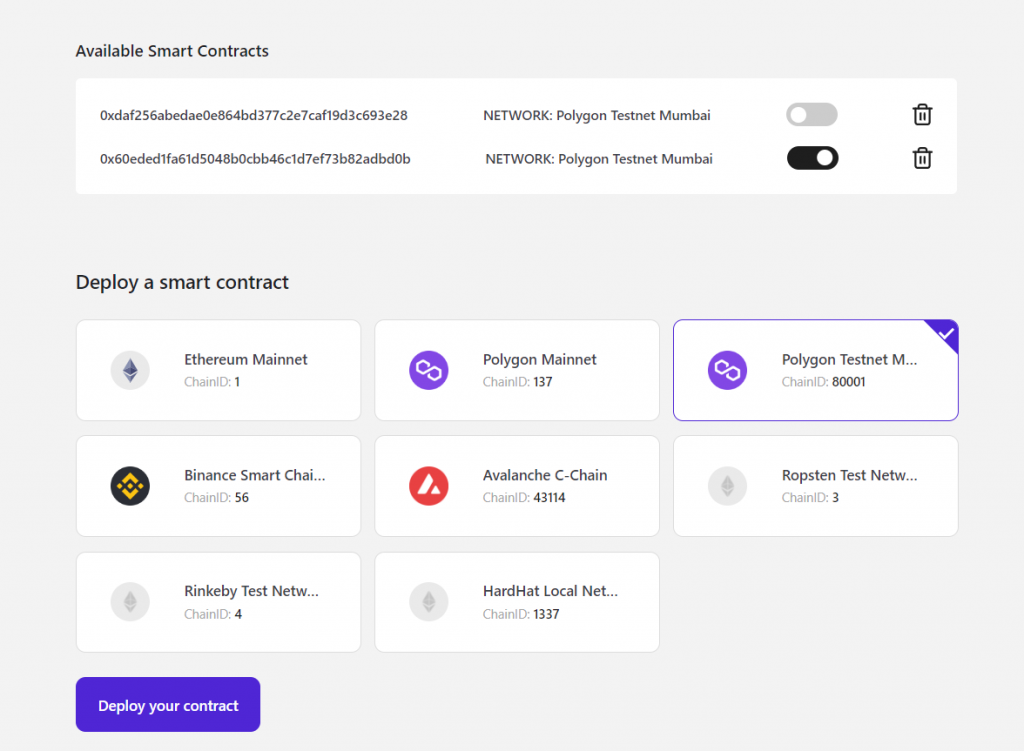 Available Smart Contracts
0xdaf256abedae0e864bd377c2e7caf19d3c693e28 NETWORK: Polygon Testnet Mumbai
0x60eded1fa61d5048b0cbb46c1d7ef73b82adbd0b NETWORK: Polygon Testnet Mumbai
Deploy a smart contract
Ethereum Mainnet
ChainID: 1
Polygon Mainnet
ChainID: 137
Polygon Testnet M...
ChainID: 80001
Binance Smart Chai...
ChainID: 56
Avalanche C-Chain
ChainID: 43114
Ropsten Test Netw...
ChainID: 3
Rinkeby Test Netw...
ChainID: 4
HardHat Local Net...
ChainID: 1337
Deploy your contract